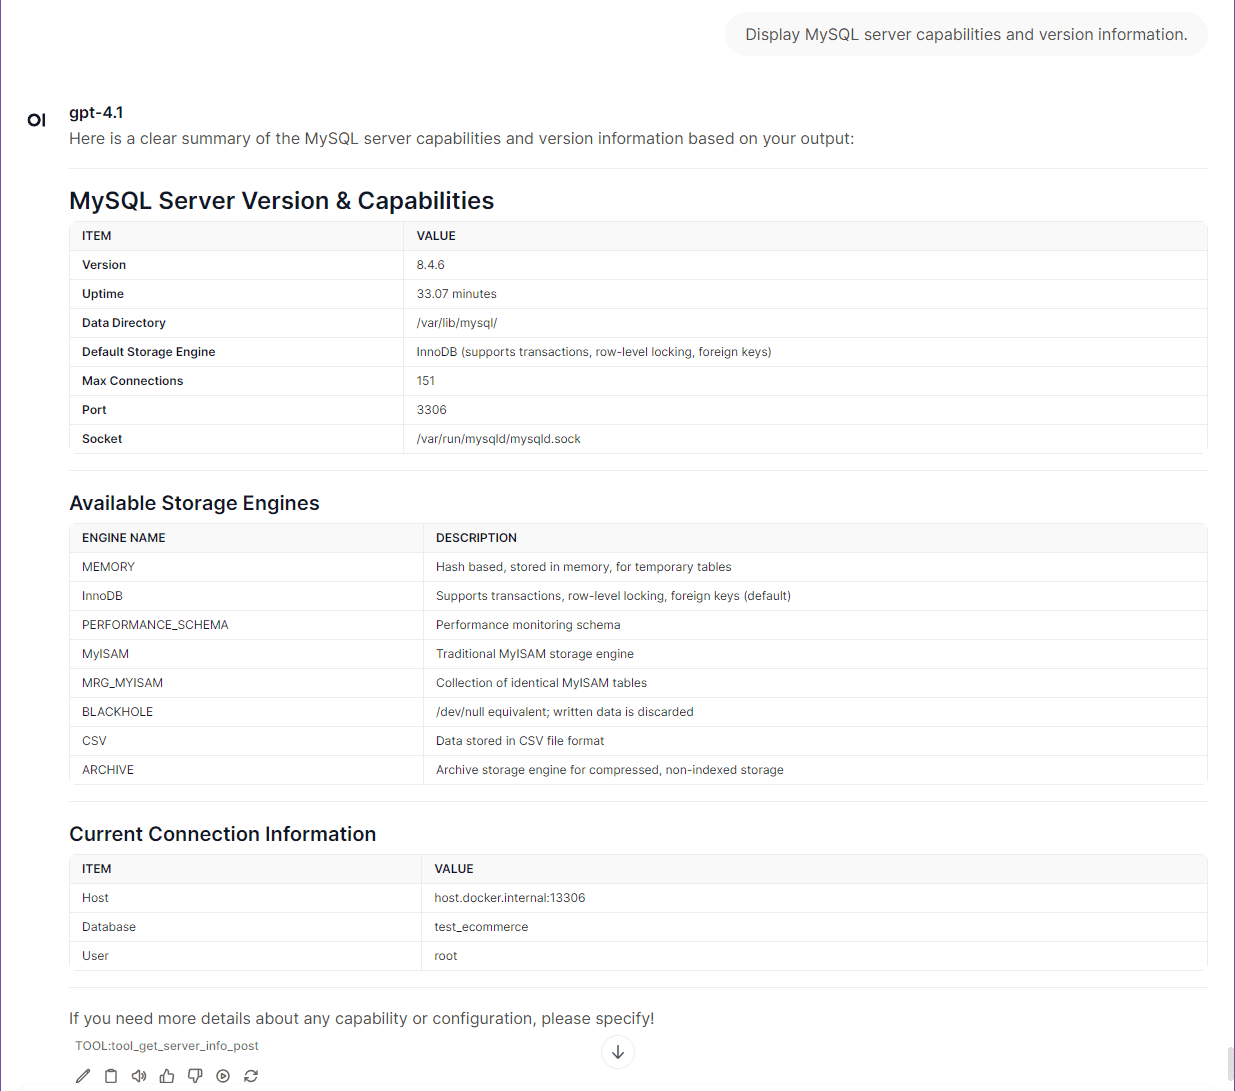 Display MySQL server capabilities and version information.
OI
gpt-4.1
Here is a clear summary of the MySQL server capabilities and version information based on your output:
MySQL Server Version & Capabilities
ITEM VALUE
Version 8.4.6
Uptime 33.07 minutes
Data Directory /var/lib/mysql/
Default Storage Engine InnoDB (supports transactions, row-level locking, foreign keys)
Max Connections 151
Port 3306
Socket /var/run/mysqld/mysqld.sock
Available Storage Engines
ENGINE NAME DESCRIPTION
MEMORY Hash based, stored in memory, for temporary tables
InnoDB Supports transactions, row-level locking, foreign keys (default)
PERFORMANCE_SCHEMA Performance monitoring schema
MyISAM Traditional MyISAM storage engine
MRG_MYISAM Collection of identical MyISAM tables
BLACKHOLE /dev/null equivalent; written data is discarded
CSV Data stored in CSV file format
ARCHIVE Archive storage engine for compressed, non-indexed storage
Current Connection Information
ITEM VALUE
Host host.docker.internal:13306
Database test_ecommerce
User root
If you need more details about any capability or configuration, please specify!
TOOL:tool_get_server_info_post